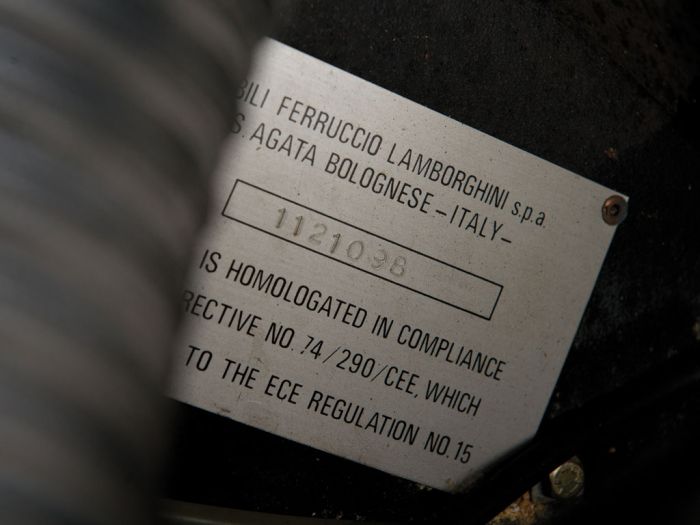 BILI FERRUCCIO LAMBORGHINI s.p.a.
S. AGATA BOLOGNESE - ITALY -
1121038
IS HOMOLOGATED IN COMPLIANCE
RECTIVE NO. 74/290/CEE, WHICH
TO THE ECE REGULATION NO. 15